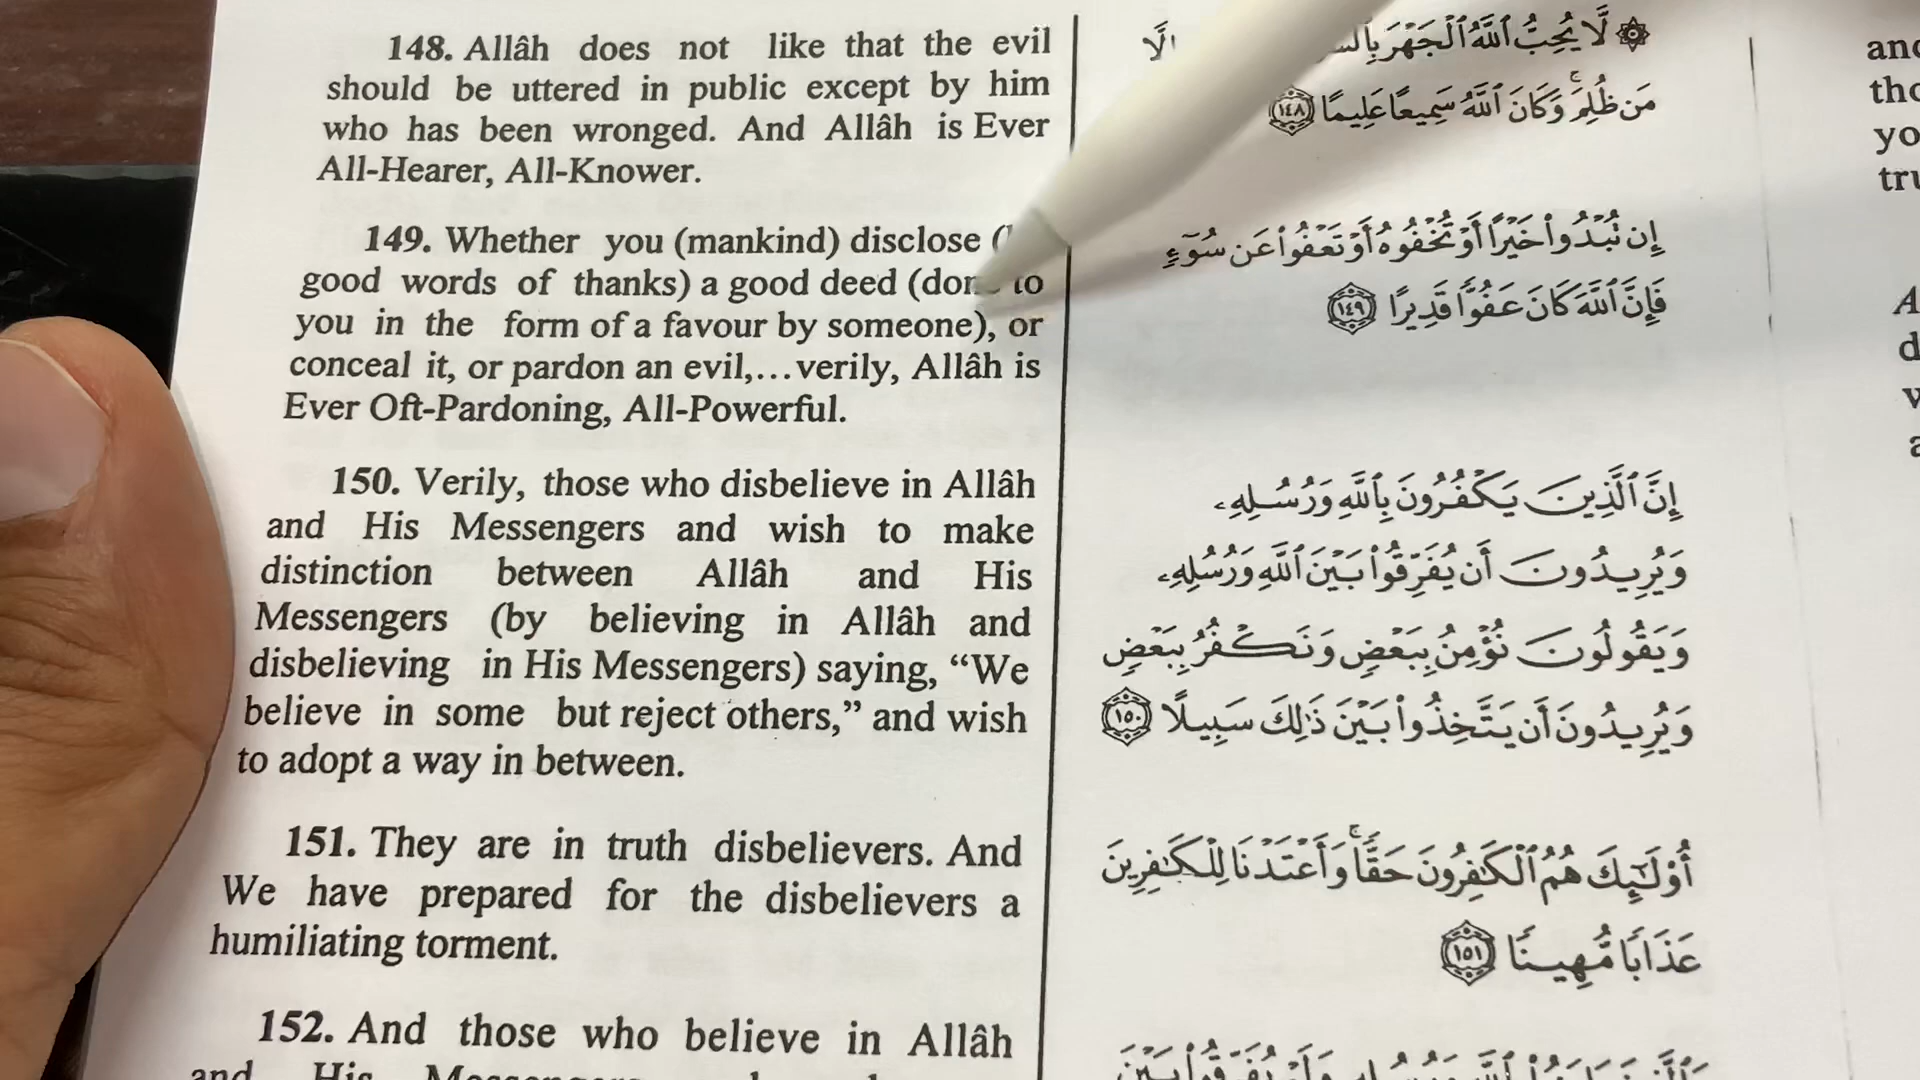 148. Allâh does not like that the evil
should be uttered in public except by him
who has been wronged. And Allâh is Ever
All-Hearer, All-Knower.
149. Whether you (mankind) disclose
good words of thanks) a good deed (done to
you in the form of a favour by someone), or
conceal it, or pardon an evil,...verily, Allâh is
Ever Oft-Pardoning, All-Powerful.
150. Verily, those who disbelieve in Allâh
and His Messengers and wish to make
distinction between Allâh and His
Messengers (by believing in Allâh and
disbelieving in His Messengers) saying, “We
believe in some but reject others,” and wish
to adopt a way in between.
151. They are in truth disbelievers. And
We have prepared for the disbelievers a
humiliating torment.
152. And those who believe in Allâh
and His
۞ لَّا يُحِبُّ ٱللَّهُ ٱلْجَهْرَ
مَن ظُلِمَ ۚ وَكَانَ ٱللَّهُ سَمِيعًا عَلِيمًا ١٤٨
إِن تُبْدُوا۟ خَيْرًا أَوْ تُخْفُوهُ أَوْ تَعْفُوا۟ عَن سُوٓءٍ
فَإِنَّ ٱللَّهَ كَانَ عَفُوًّا قَدِيرًا ١٤٩
إِنَّ ٱلَّذِينَ يَكْفُرُونَ بِٱللَّهِ وَرُسُلِهِۦ
وَيُرِيدُونَ أَن يُفَرِّقُوا۟ بَيْنَ ٱللَّهِ وَرُسُلِهِۦ
وَيَقُولُونَ نُؤْمِنُ بِبَعْضٍ وَنَكْفُرُ بِبَعْضٍ
وَيُرِيدُونَ أَن يَتَّخِذُوا۟ بَيْنَ ذَٰلِكَ سَبِيلًا ١٥٠
أُو۟لَـٰٓئِكَ هُمُ ٱلْكَـٰفِرُونَ حَقًّا ۚ وَأَعْتَدْنَا لِلْكَـٰفِرِينَ
عَذَابًا مُّهِينًا ١٥١